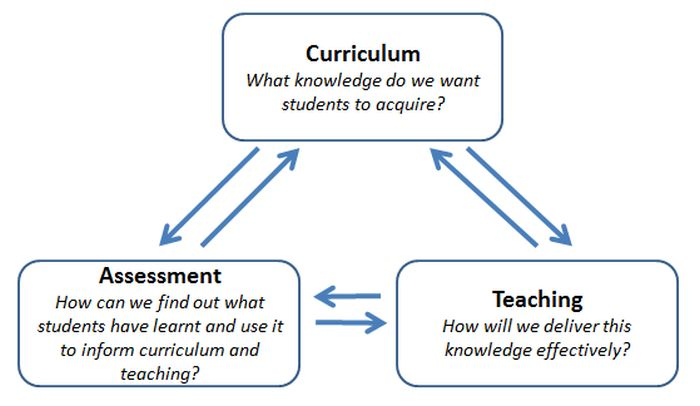 Curriculum
What knowledge do we want
students to acquire?
Assessment
How can we find out what
students have learnt and use it
to inform curriculum and
teaching?
Teaching
How will we deliver this
knowledge effectively?